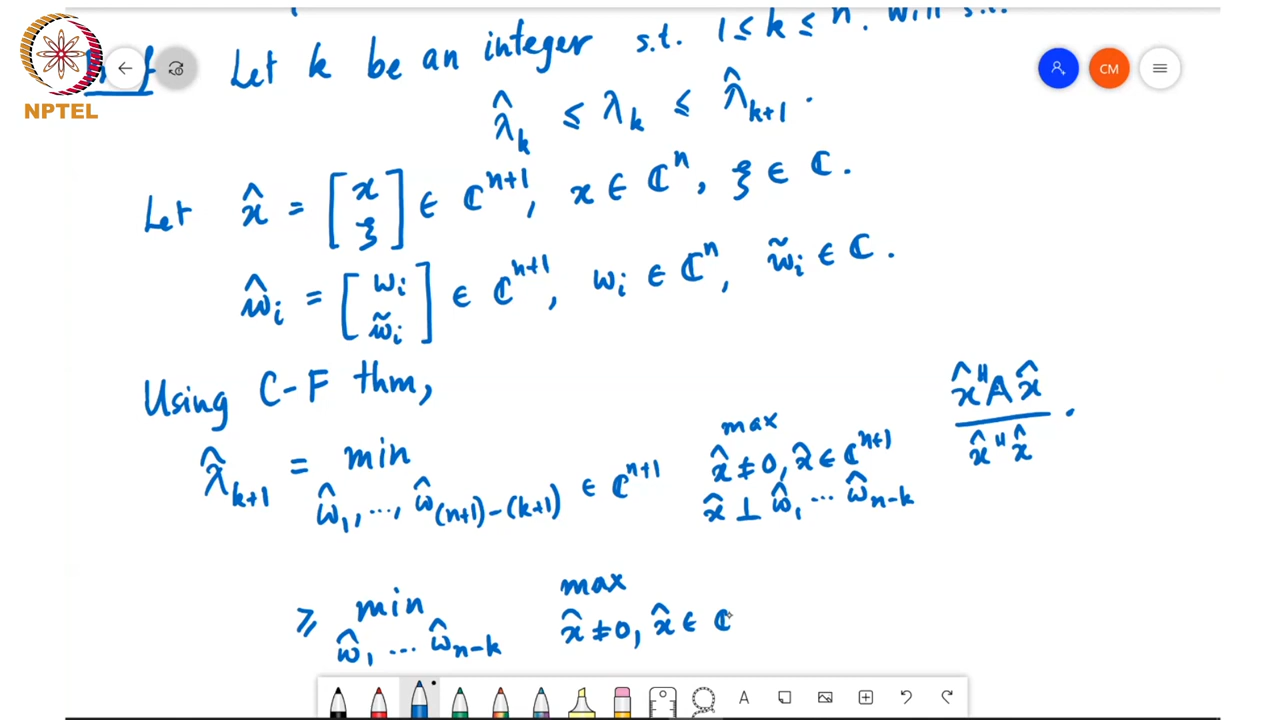 Let k be an integer s.t. 1 ≤ k ≤ n. Will s.t.
NPTEL
CM
λ̂_k ≤ λ_k ≤ λ̂_{k+1}.
Let x̂ = [x ξ] ∈ ℂ^{n+1}, x ∈ ℂ^n, ξ ∈ ℂ.
ŵ_i = [w_i w̃_i] ∈ ℂ^{n+1}, w_i ∈ ℂ^n, w̃_i ∈ ℂ.
Using C-F thm,
λ̂_{k+1} = min_{ŵ_1, ..., ŵ_{(n+1)-(k+1)} ∈ ℂ^{n+1}} max_{x̂ ≠ 0, x̂ ∈ ℂ^{n+1}, x̂ ⊥ ŵ_1 ... ŵ_{n-k}} x̂^H A x̂ / x̂^H x̂.
≥ min_{ŵ_1 ... ŵ_{n-k}} max_{x̂ ≠ 0, x̂ ∈ ℂ}
A